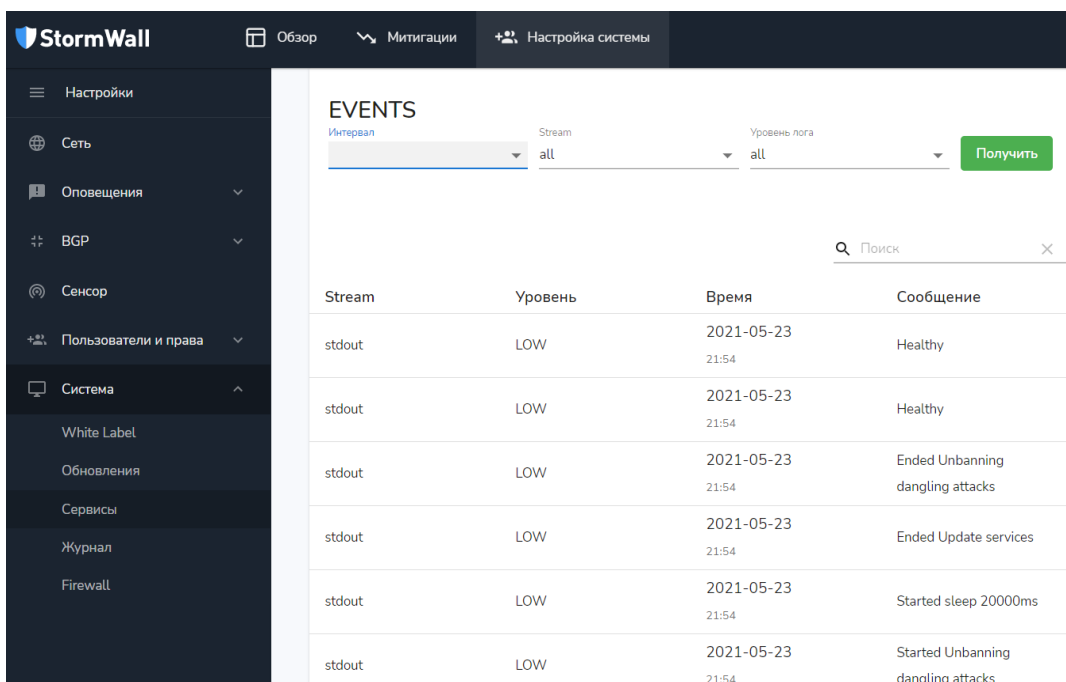 StormWall
Обзор
Митигации
Настройка системы
Настройки
Сеть
Оповещения
BGP
Сенсор
Пользователи и права
Система
White Label
Обновления
Сервисы
Журнал
Firewall
EVENTS
Интервал Stream Уровень лога
all all Получить
Поиск
Stream Уровень Время Сообщение
stdout LOW 2021-05-23 21:54 Healthy
stdout LOW 2021-05-23 21:54 Healthy
stdout LOW 2021-05-23 21:54 Ended Unbanning dangling attacks
stdout LOW 2021-05-23 21:54 Ended Update services
stdout LOW 2021-05-23 21:54 Started sleep 20000ms
stdout LOW 2021-05-23 21:54 Started Unbanning dangling attacks